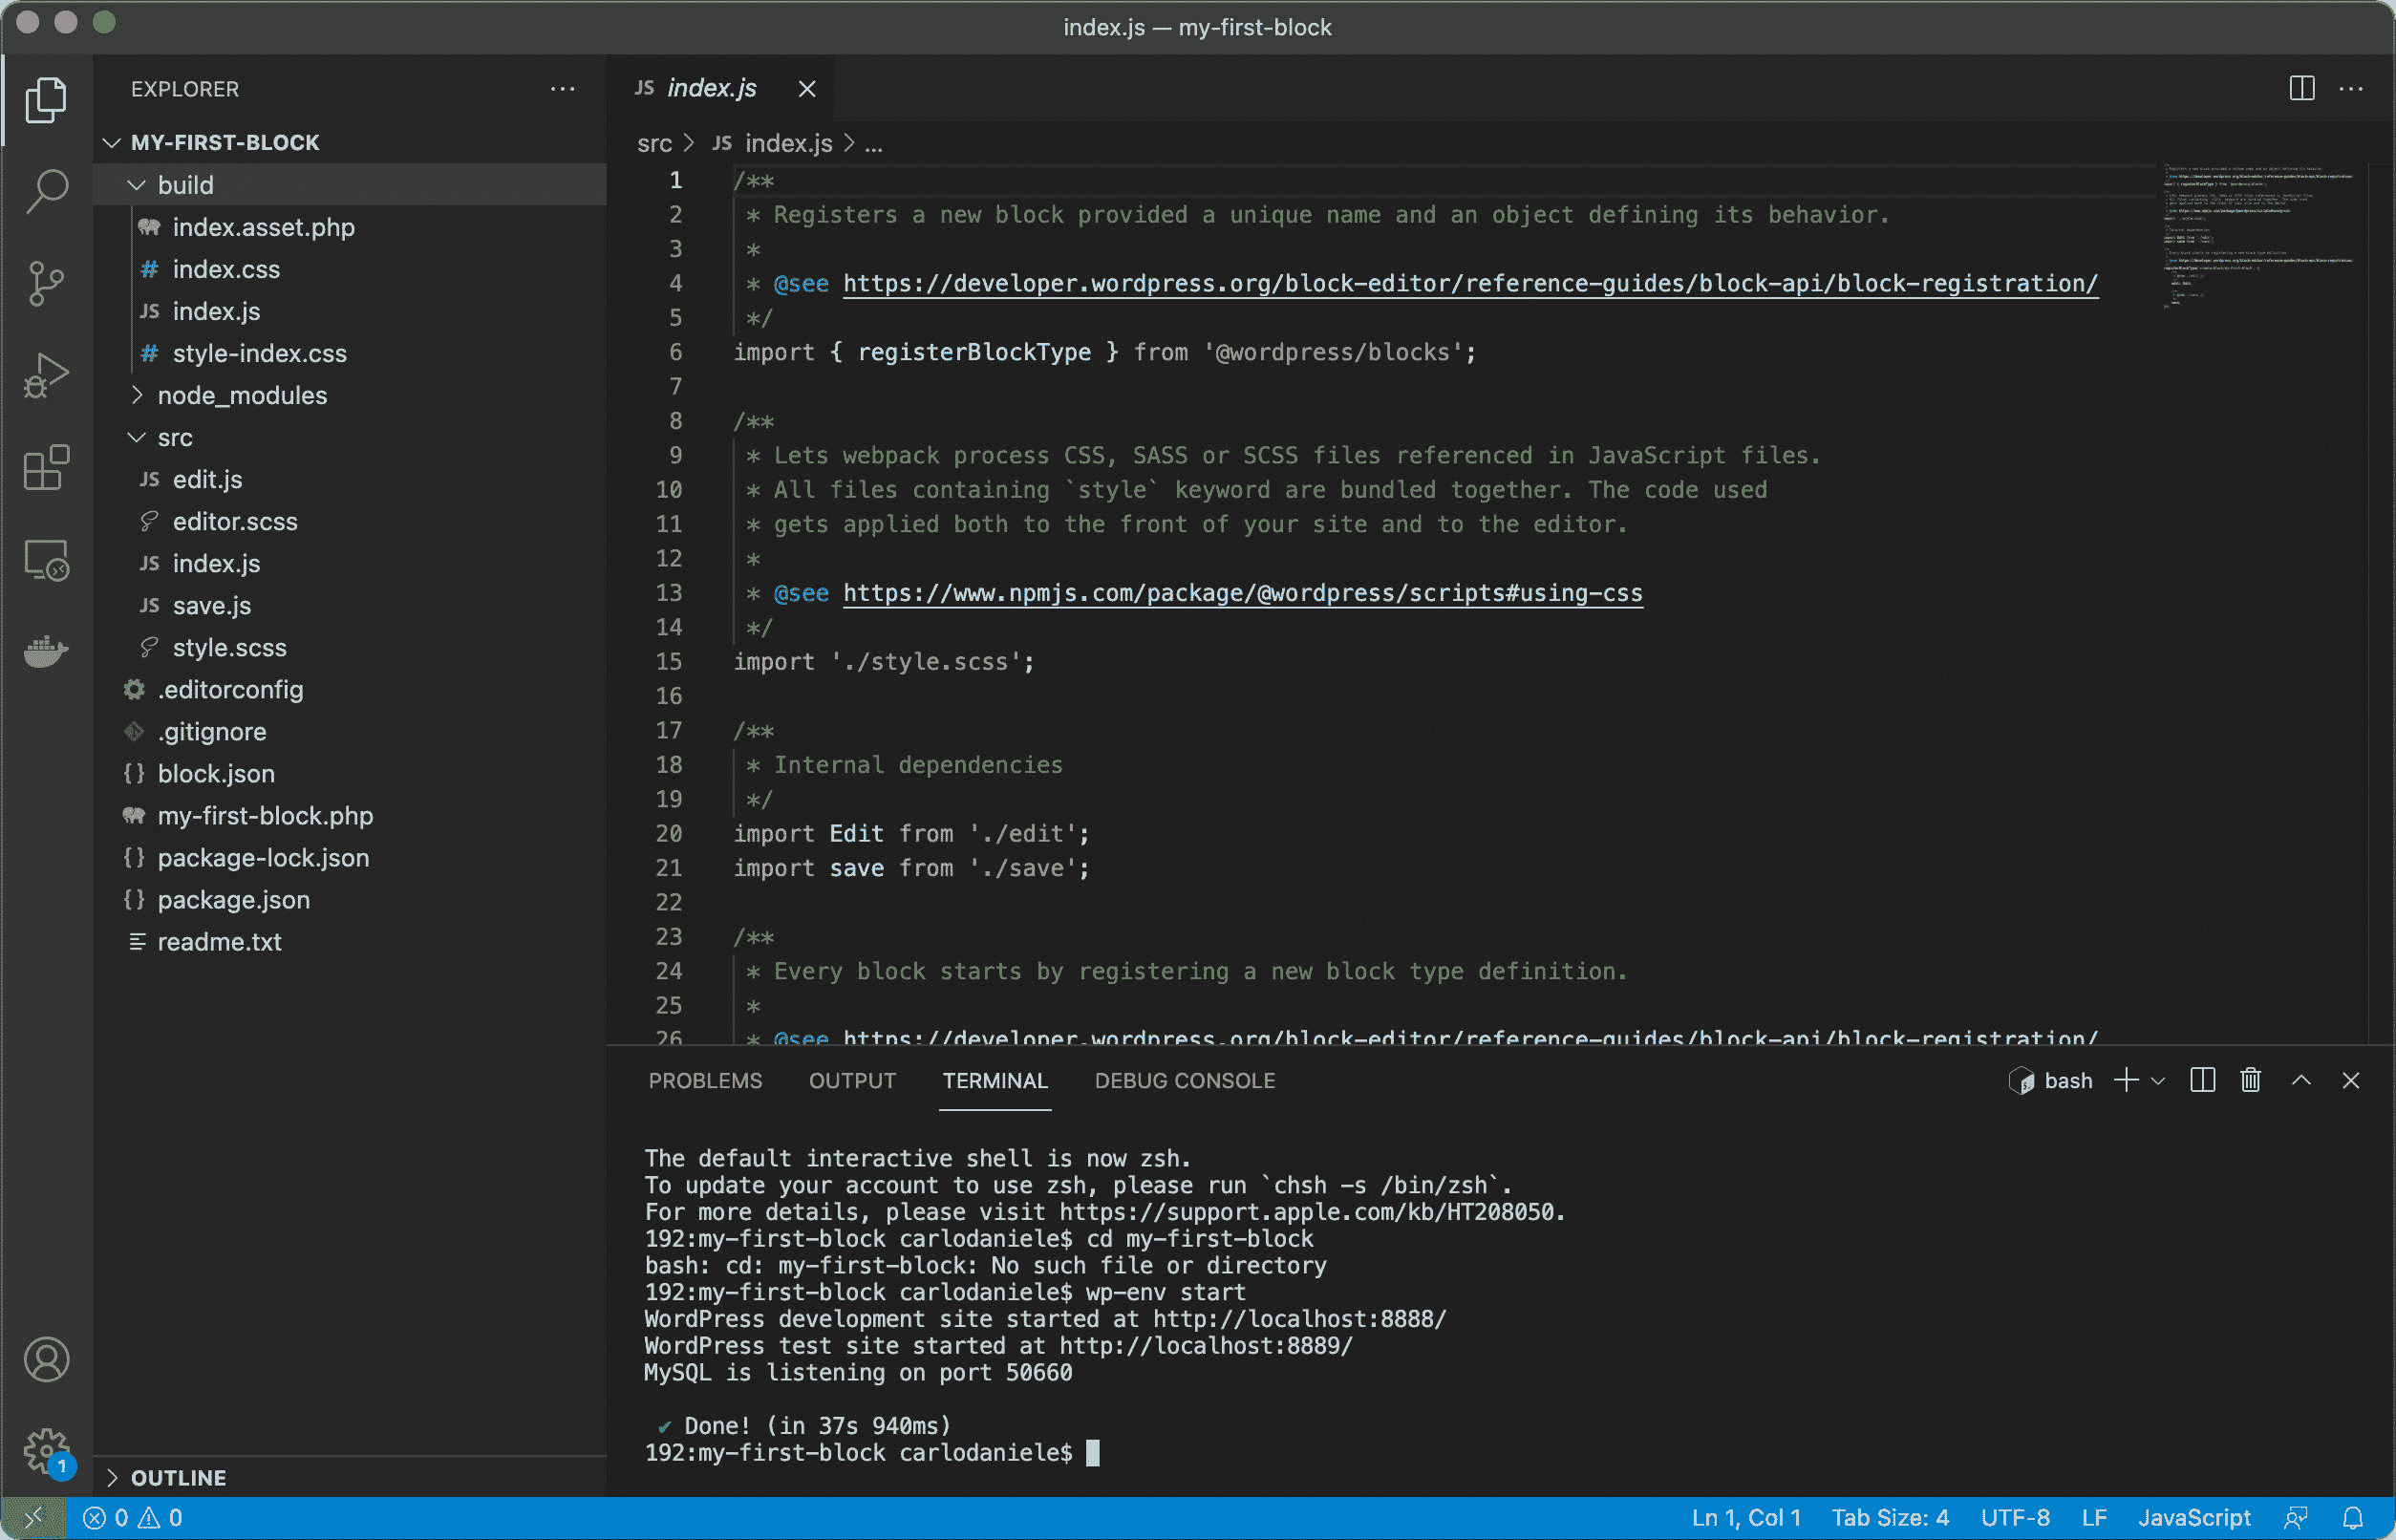 index.js — my-first-block
EXPLORER
MY-FIRST-BLOCK
build
index.asset.php
# index.css
JS index.js
# style-index.css
node_modules
src
JS edit.js
editor.scss
JS index.js
JS save.js
style.scss
.editorconfig
.gitignore
{} block.json
my-first-block.php
{} package-lock.json
{} package.json
readme.txt
OUTLINE
JS index.js
src > JS index.js > ...
1 /**
2 * Registers a new block provided a unique name and an object defining its behavior.
3 *
4 * @see https://developer.wordpress.org/block-editor/reference-guides/block-api/block-registration/
5 */
6 import { registerBlockType } from '@wordpress/blocks';
7
8 /**
9 * Lets webpack process CSS, SASS or SCSS files referenced in JavaScript files.
10 * All files containing `style` keyword are bundled together. The code used
11 * gets applied both to the front of your site and to the editor.
12 *
13 * @see https://www.npmjs.com/package/@wordpress/scripts#using-css
14 */
15 import './style.scss';
16
17 /**
18 * Internal dependencies
19 */
20 import Edit from './edit';
21 import save from './save';
22
23 /**
24 * Every block starts by registering a new block type definition.
25 *
26 * @see https://developer.wordpress.org/block-editor/reference-guides/block-api/block-registration/
PROBLEMS OUTPUT TERMINAL DEBUG CONSOLE
bash
The default interactive shell is now zsh.
To update your account to use zsh, please run `chsh -s /bin/zsh`.
For more details, please visit https://support.apple.com/kb/HT208050.
192:my-first-block carlodaniele$ cd my-first-block
bash: cd: my-first-block: No such file or directory
192:my-first-block carlodaniele$ wp-env start
WordPress development site started at http://localhost:8888/
WordPress test site started at http://localhost:8889/
MySQL is listening on port 50660
✔ Done! (in 37s 940ms)
192:my-first-block carlodaniele$
1
0 0
Ln 1, Col 1 Tab Size: 4 UTF-8 LF JavaScript